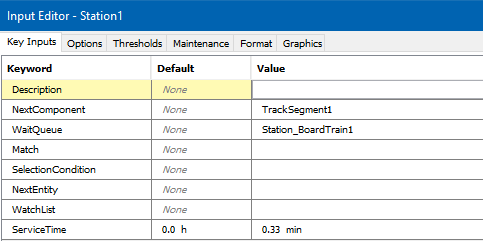 Input Editor - Station1
Key Inputs Options Thresholds Maintenance Format Graphics
Keyword Default Value
Description None
NextComponent None TrackSegment1
WaitQueue None Station_BoardTrain1
Match None
SelectionCondition None
NextEntity None
WatchList None
ServiceTime 0.0 h 0.33 min